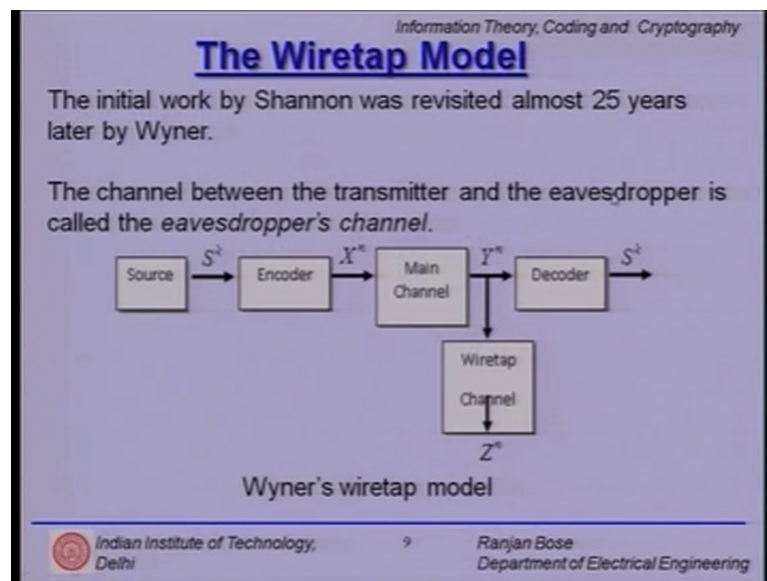 Information Theory, Coding and Cryptography
The Wiretap Model
The initial work by Shannon was revisited almost 25 years
later by Wyner.
The channel between the transmitter and the eavesdropper is
called the eavesdropper's channel.
Source
S^k
Encoder
X^n
Main
Channel
Y^n
Decoder
S^k
Wiretap
Channel
Z^n
Wyner's wiretap model
Indian Institute of Technology,
Delhi
9
Ranjan Bose
Department of Electrical Engineering